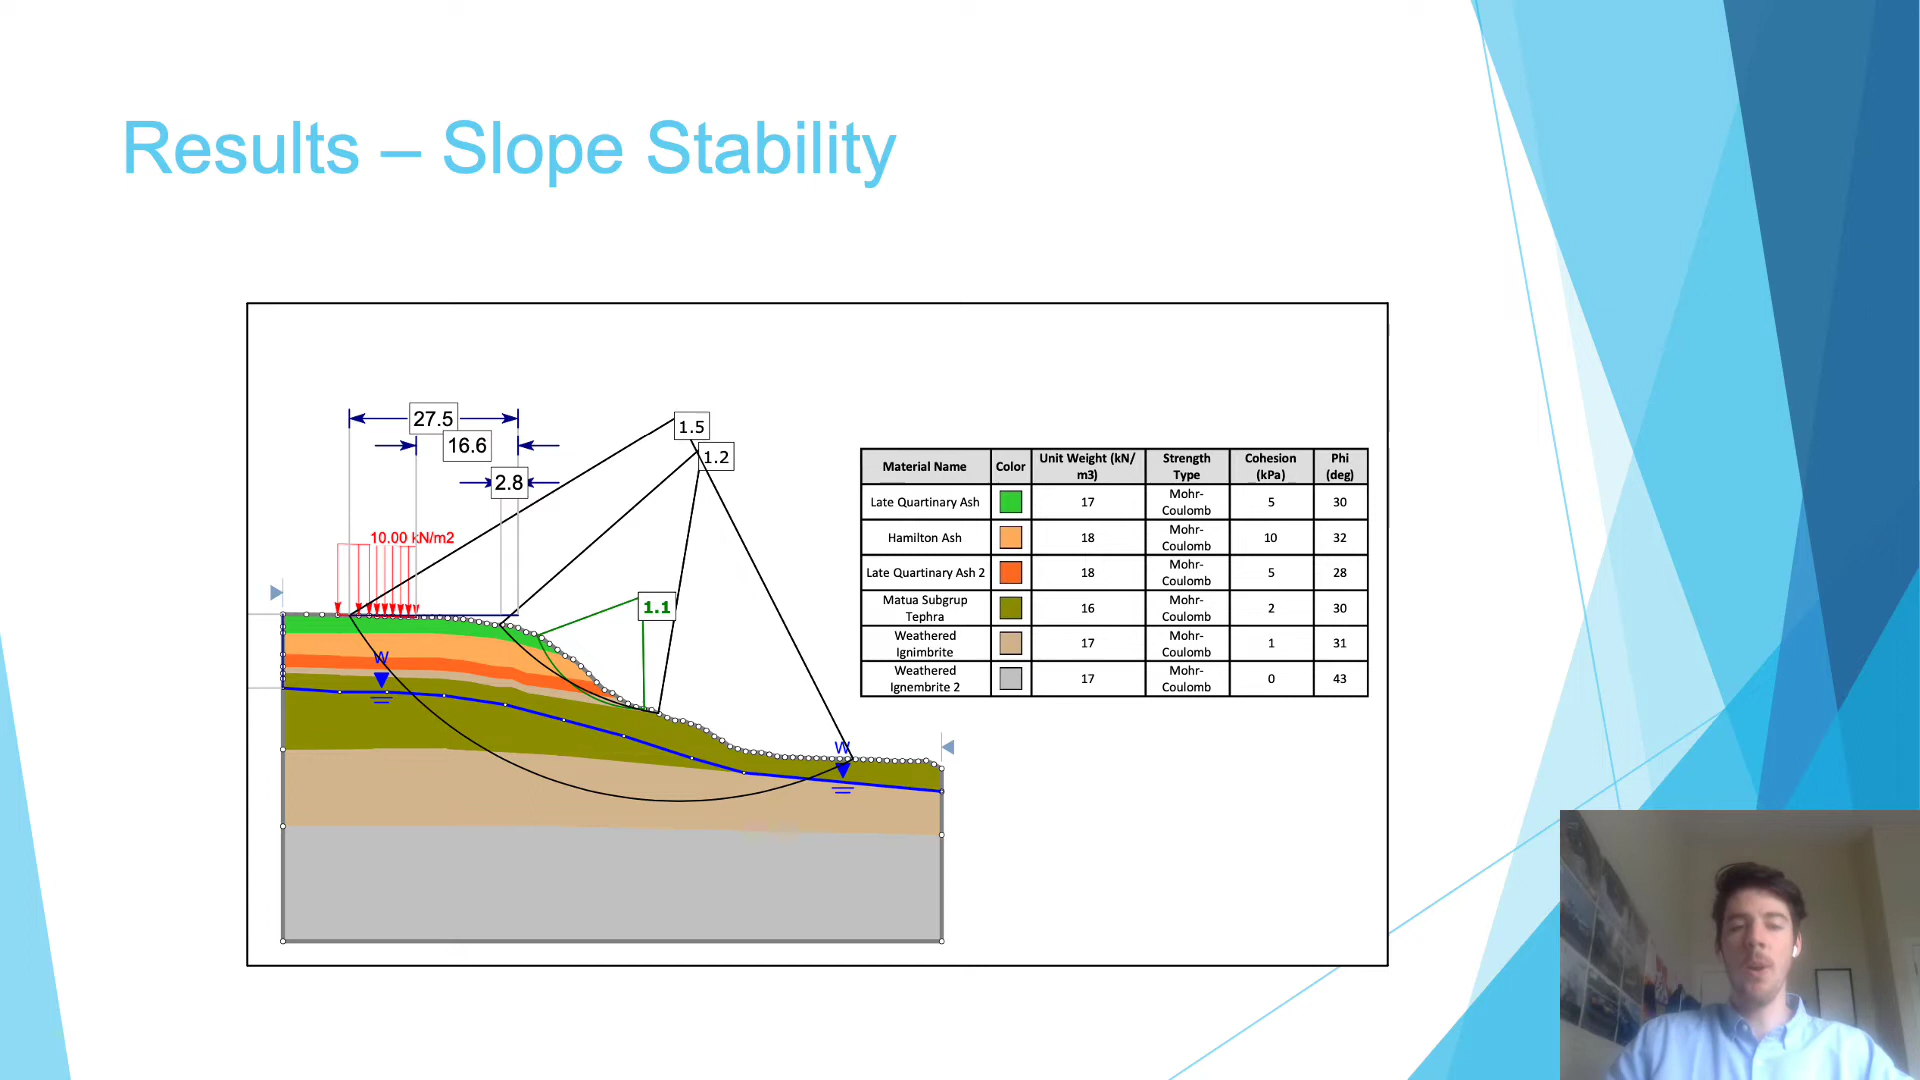 Results – Slope Stability
27.5
16.6
2.8
1.5
1.2
10.00 kN/m2
1.1
W
W
Material Name Color Unit Weight (kN/
m3) Strength
Type Cohesion
(kPa) Phi
(deg)
Late Quartinary Ash 17 Mohr-
Coulomb 5 30
Hamilton Ash 18 Mohr-
Coulomb 10 32
Late Quartinary Ash 2 18 Mohr-
Coulomb 5 28
Matua Subgrup
Tephra 16 Mohr-
Coulomb 2 30
Weathered
Ignimbrite 17 Mohr-
Coulomb 1 31
Weathered
Ignembrite 2 17 Mohr-
Coulomb 0 43